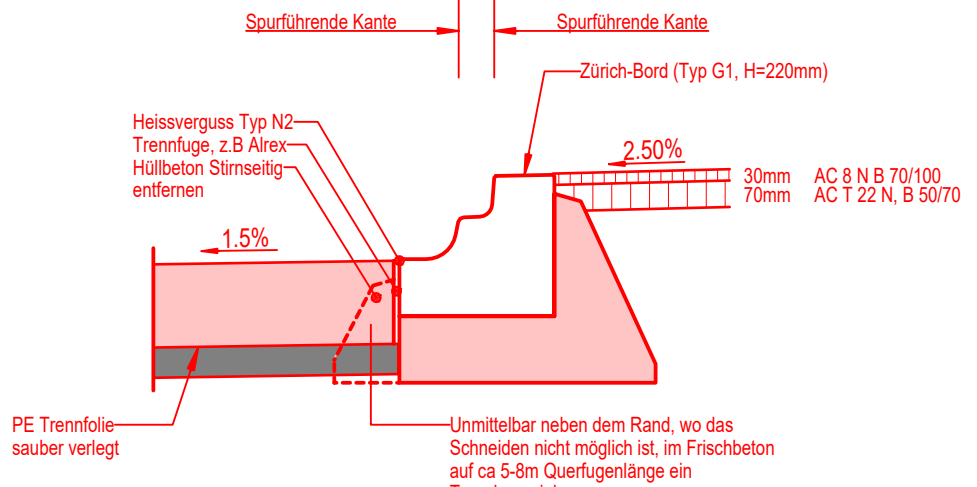 Spurführende Kante
Spurführende Kante
Zürich-Bord (Typ G1, H=220mm)
Heissverguss Typ N2
Trennfuge, z.B Alrex
Hüllbeton Stirnseitig
entfernen
2.50%
30mm AC 8 N B 70/100
70mm AC T 22 N, B 50/70
1.5%
PE Trennfolie
sauber verlegt
Unmittelbar neben dem Rand, wo das
Schneiden nicht möglich ist, im Frischbeton
auf ca 5-8m Querfugenlänge ein